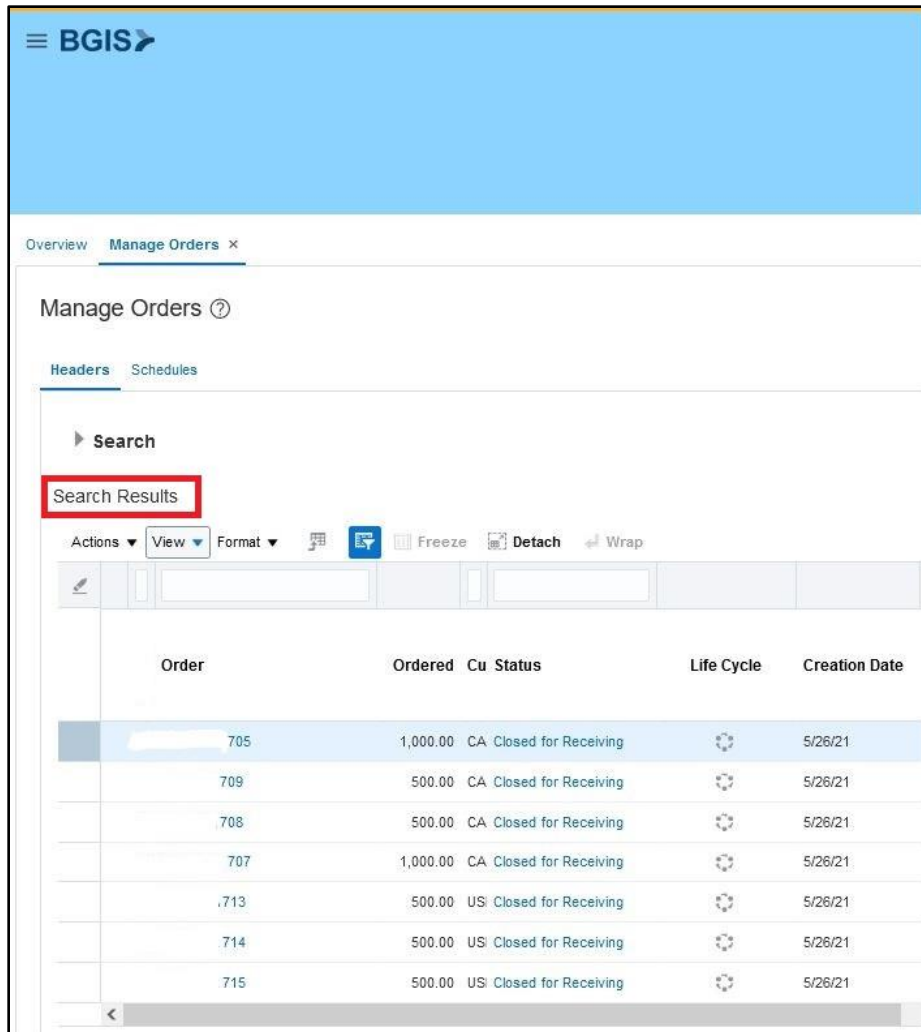 BGIS
Overview Manage Orders ×
Manage Orders ?
Headers Schedules
Search
Search Results
Actions View Format Freeze Detach Wrap
Order Ordered Cu Status Life Cycle Creation Date
705 1,000.00 CA Closed for Receiving 5/26/21
709 500.00 CA Closed for Receiving 5/26/21
708 500.00 CA Closed for Receiving 5/26/21
707 1,000.00 CA Closed for Receiving 5/26/21
713 500.00 US Closed for Receiving 5/26/21
714 500.00 US Closed for Receiving 5/26/21
715 500.00 US Closed for Receiving 5/26/21